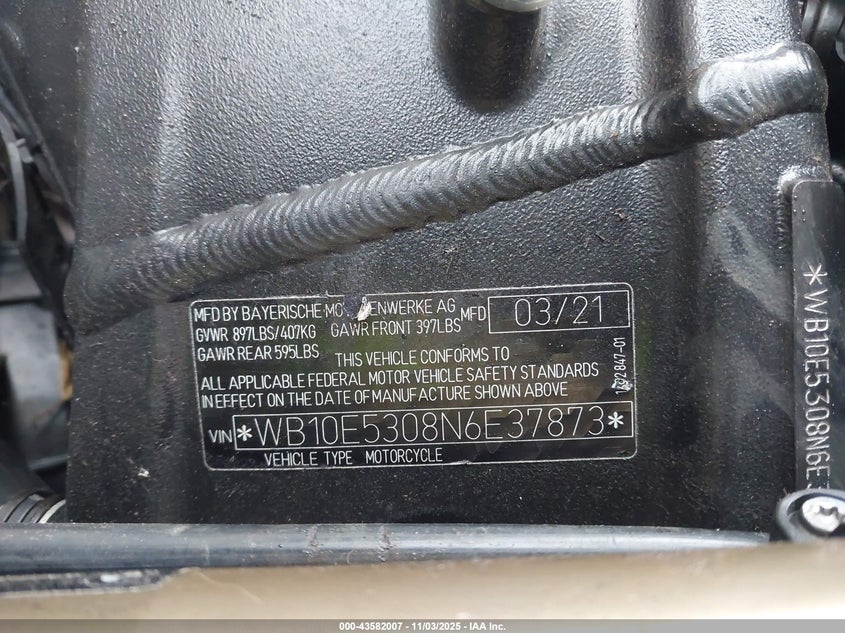 MFD BY BAYERISCHE MO ENWERKE AG MFD 03/21
GVWR 897LBS/407KG GAWR FRONT 397LBS
GAWR REAR 595LBS THIS VEHICLE CONFORMS TO
ALL APPLICABLE FEDERAL MOTOR VEHICLE SAFETY STANDARDS
IN EFFECT ON THE DATE OF MANUFACTURE SHOWN ABOVE
VIN *WB10E5308N6E37873*
VEHICLE TYPE MOTORCYCLE
*WB10E5308N6E3
000-43582007 - 11/03/2025 - © IAA Inc.